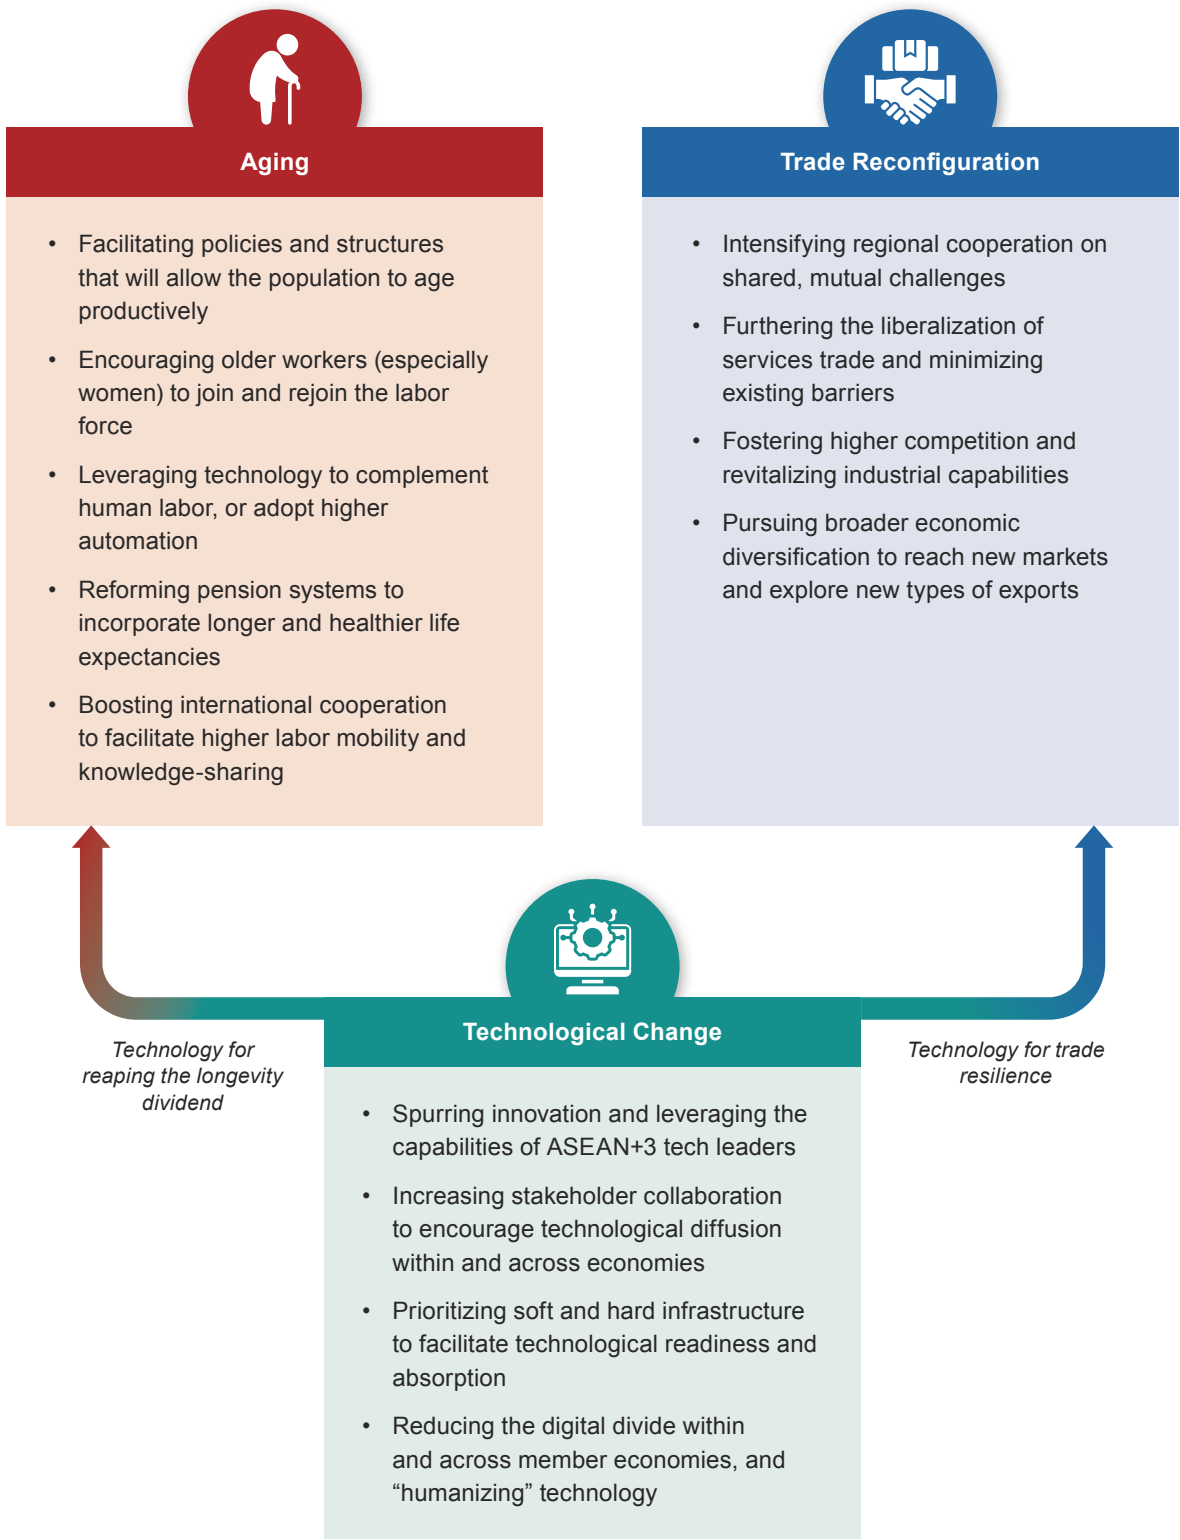 Aging
• Facilitating policies and structures
that will allow the population to age
productively
• Encouraging older workers (especially
women) to join and rejoin the labor
force
• Leveraging technology to complement
human labor, or adopt higher
automation
• Reforming pension systems to
incorporate longer and healthier life
expectancies
• Boosting international cooperation
to facilitate higher labor mobility and
knowledge-sharing
Trade Reconfiguration
• Intensifying regional cooperation on
shared, mutual challenges
• Furthering the liberalization of
services trade and minimizing
existing barriers
• Fostering higher competition and
revitalizing industrial capabilities
• Pursuing broader economic
diversification to reach new markets
and explore new types of exports
Technology for
reaping the longevity
dividend
Technology for trade
resilience
Technological Change
• Spurring innovation and leveraging the
capabilities of ASEAN+3 tech leaders
• Increasing stakeholder collaboration
to encourage technological diffusion
within and across economies
• Prioritizing soft and hard infrastructure
to facilitate technological readiness and
absorption
• Reducing the digital divide within
and across member economies, and
“humanizing” technology